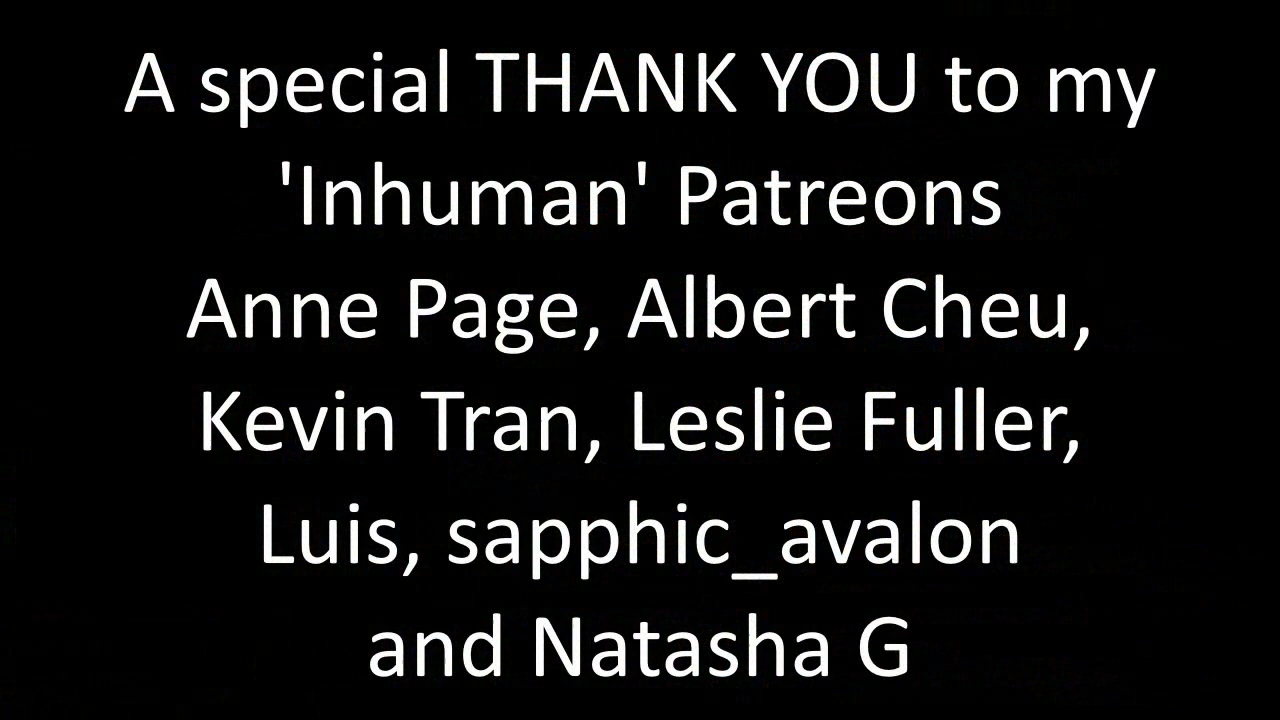 A special THANK YOU to my
'Inhuman' Patreons
Anne Page, Albert Cheu,
Kevin Tran, Leslie Fuller,
Luis, sapphic_avalon
and Natasha G